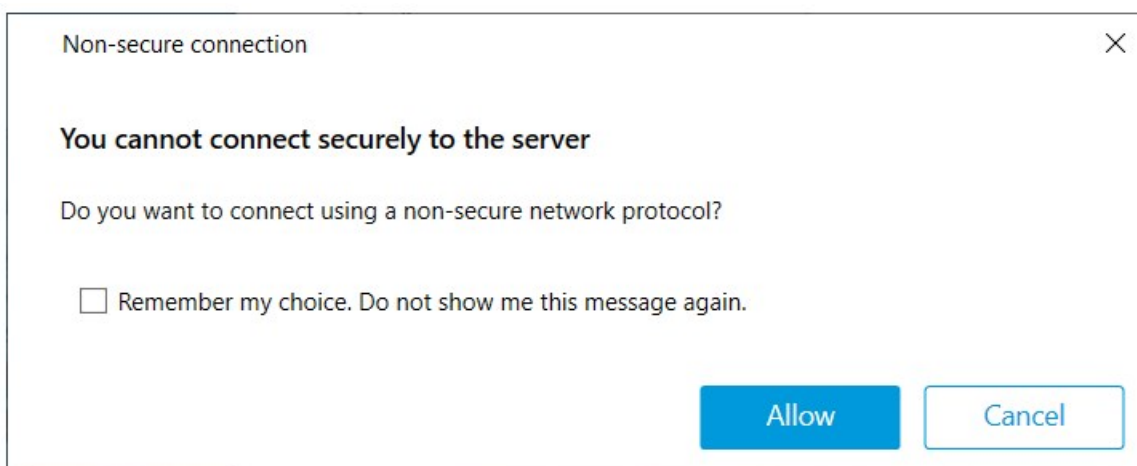 Non-secure connection
You cannot connect securely to the server
Do you want to connect using a non-secure network protocol?
Remember my choice. Do not show me this message again.
Allow
Cancel